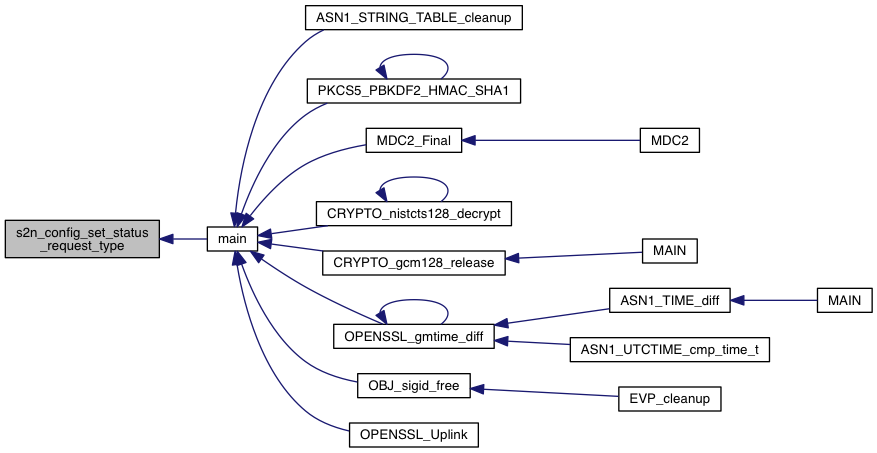 ASN1_STRING_TABLE_cleanup
PKCS5_PBKDF2_HMAC_SHA1
MDC2_Final
MDC2
CRYPTO_nistcts128_decrypt
s2n_config_set_status
_request_type
main
CRYPTO_gcm128_release
MAIN
ASN1_TIME_diff
MAIN
OPENSSL_gmtime_diff
ASN1_UTCTIME_cmp_time_t
OBJ_sigid_free
EVP_cleanup
OPENSSL_Uplink